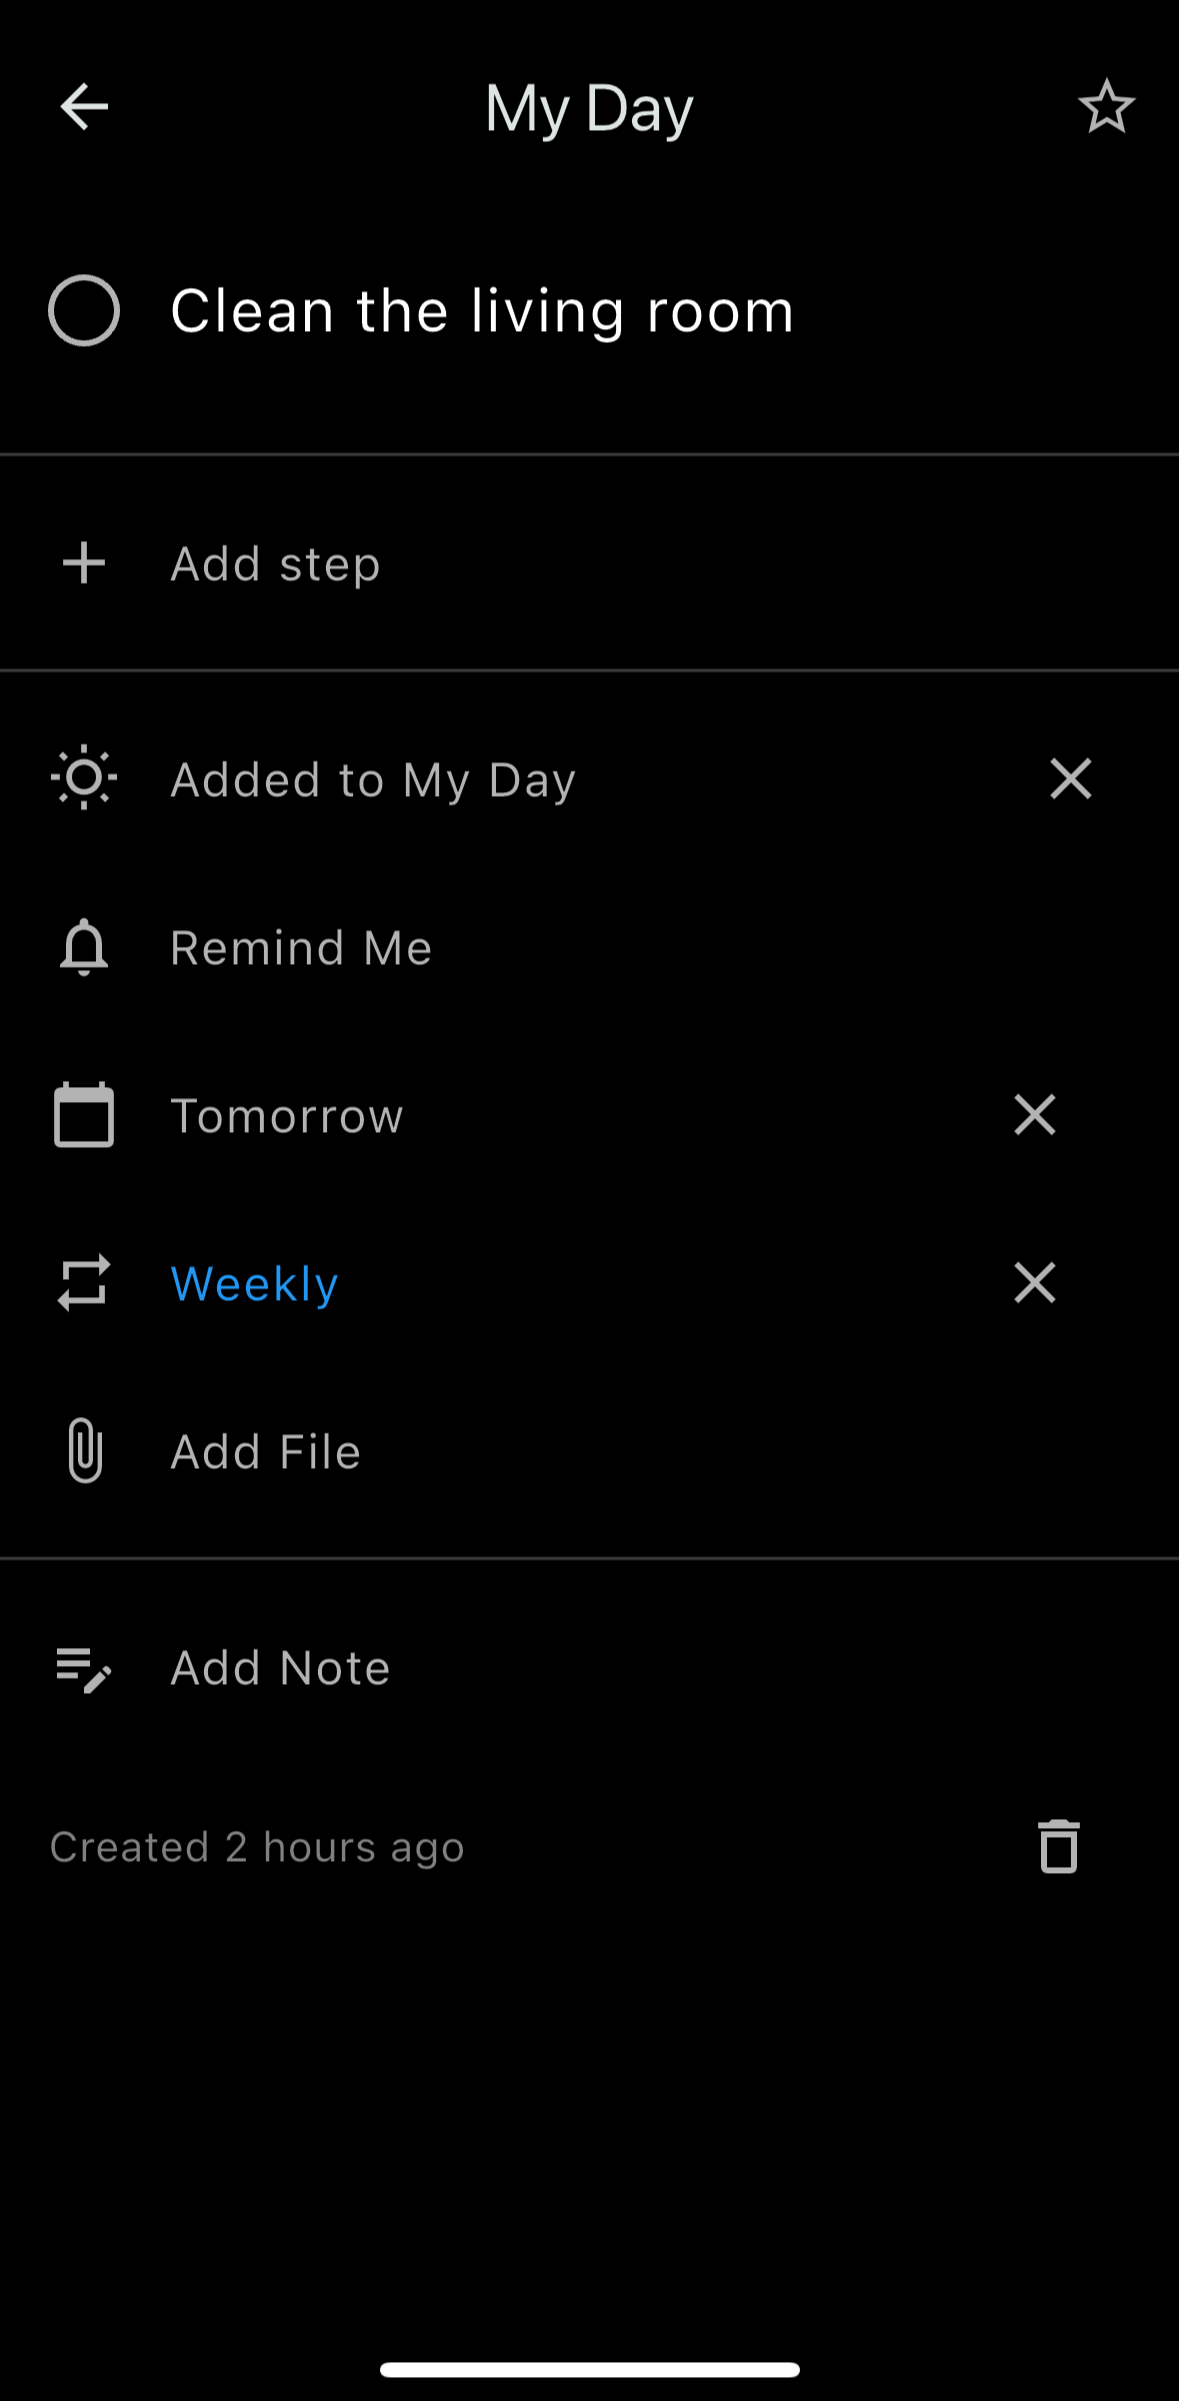 My Day
Clean the living room
Add step
Added to My Day
Remind Me
Tomorrow
Weekly
Add File
Add Note
Created 2 hours ago